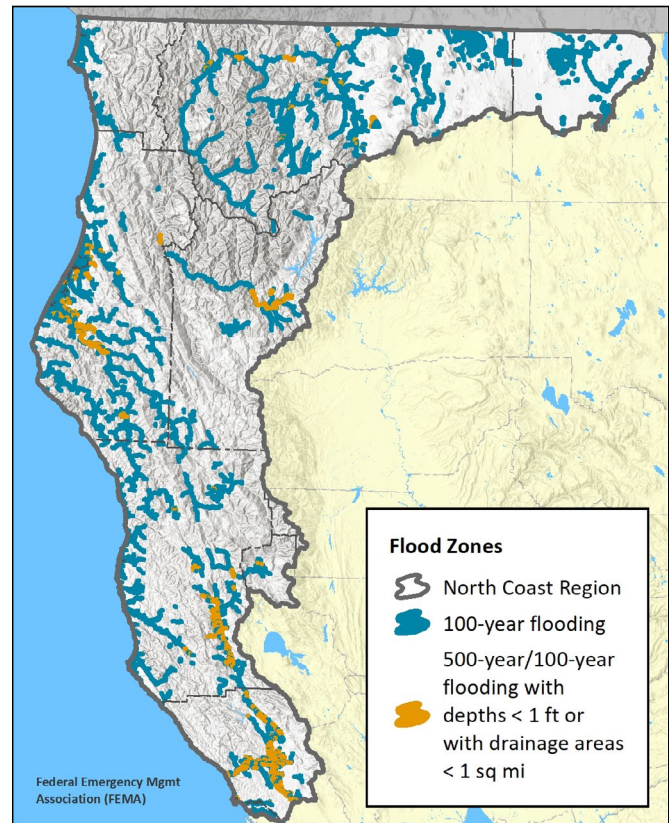 Flood Zones
North Coast Region
100-year flooding
500-year/100-year
flooding with
depths < 1 ft or
with drainage areas
< 1 sq mi
Federal Emergency Mgmt
Association (FEMA)